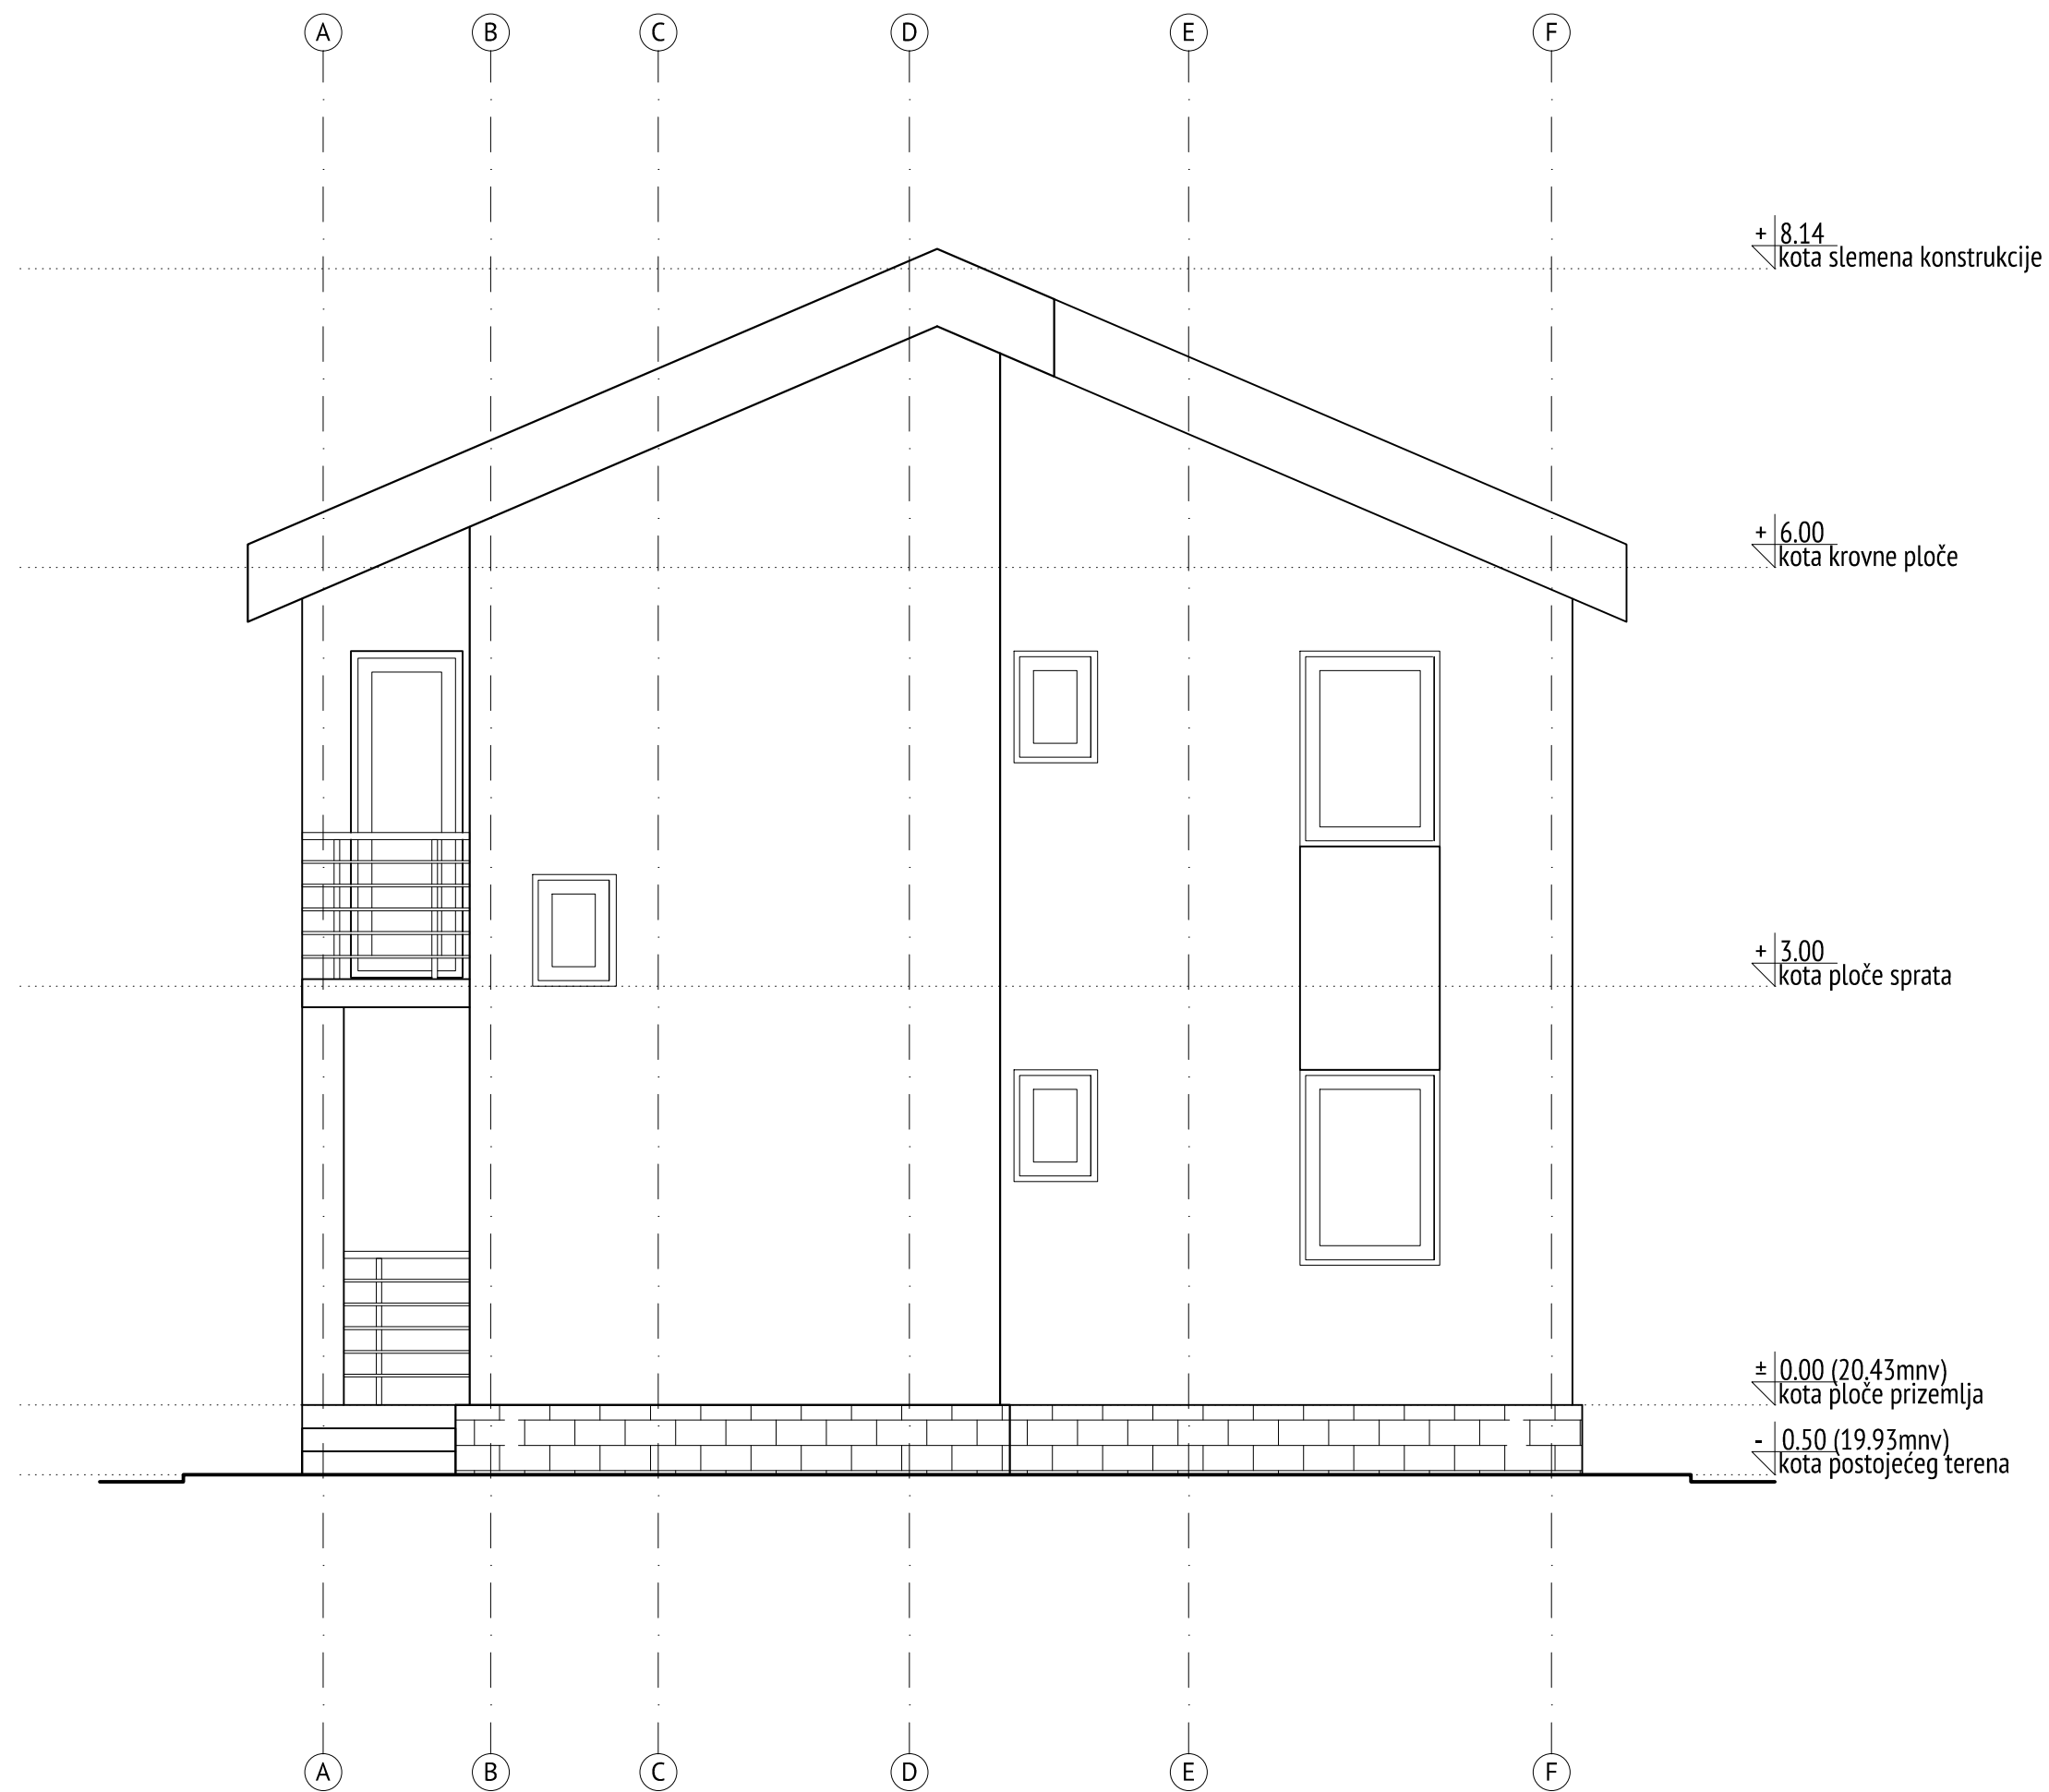 A B C D E F
+ 8.14
kota slemena konstrukcije
+ 6.00
kota krovne ploče
+ 3.00
kota ploče sprata
± 0.00 (20.43mnv)
kota ploče prizemlja
- 0.50 (19.93mnv)
kota postojećeg terena
A B C D E F